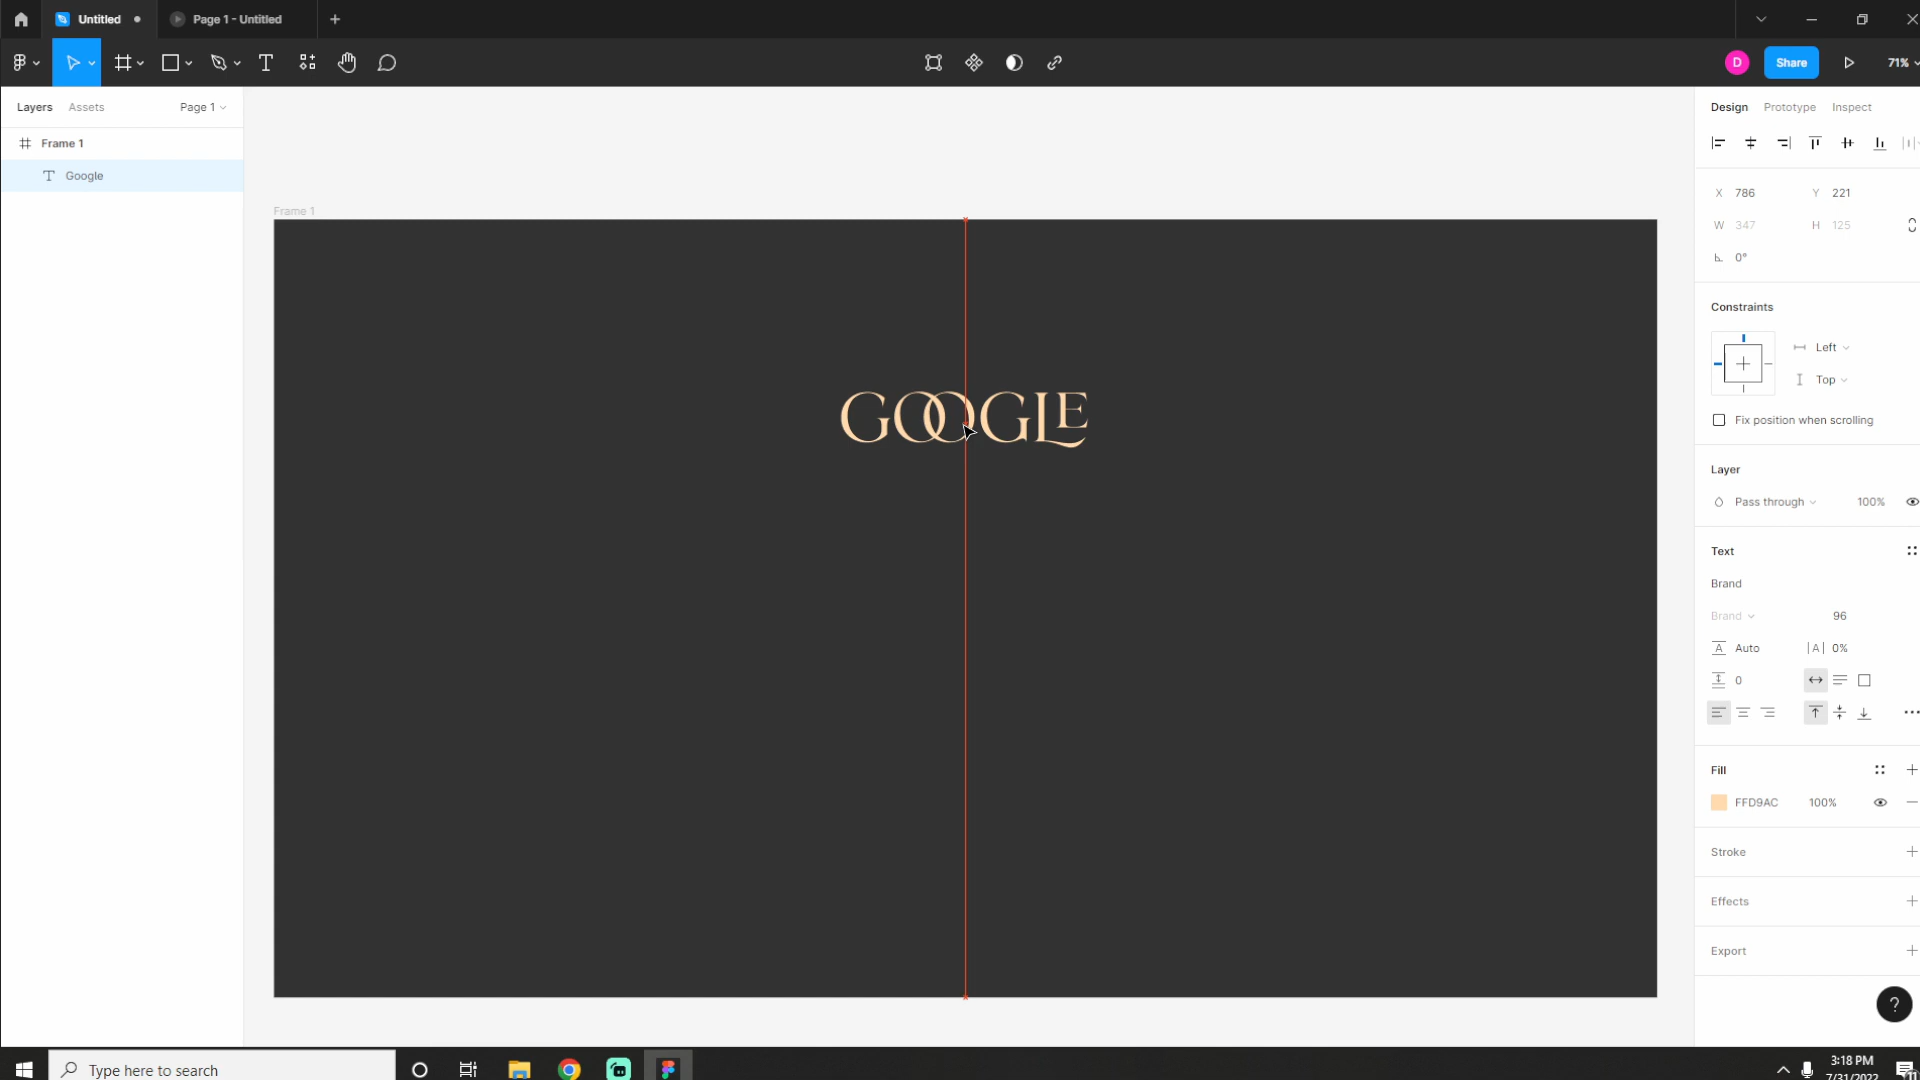 Untitled
Page 1 - Untitled
D
Share
71%
Layers
Assets
Page 1
Frame 1
Google
Frame 1
GOOGLE
Design
Prototype
Inspect
X 786
Y 221
W 347
H 125
0°
Constraints
Left
Top
Fix position when scrolling
Layer
Pass through
100%
Text
Brand
Brand
96
Auto
|A| 0%
0
Fill
FFD9AC
100%
Stroke
Effects
Export
?
Type here to search
3:18 PM
7/31/2022
11